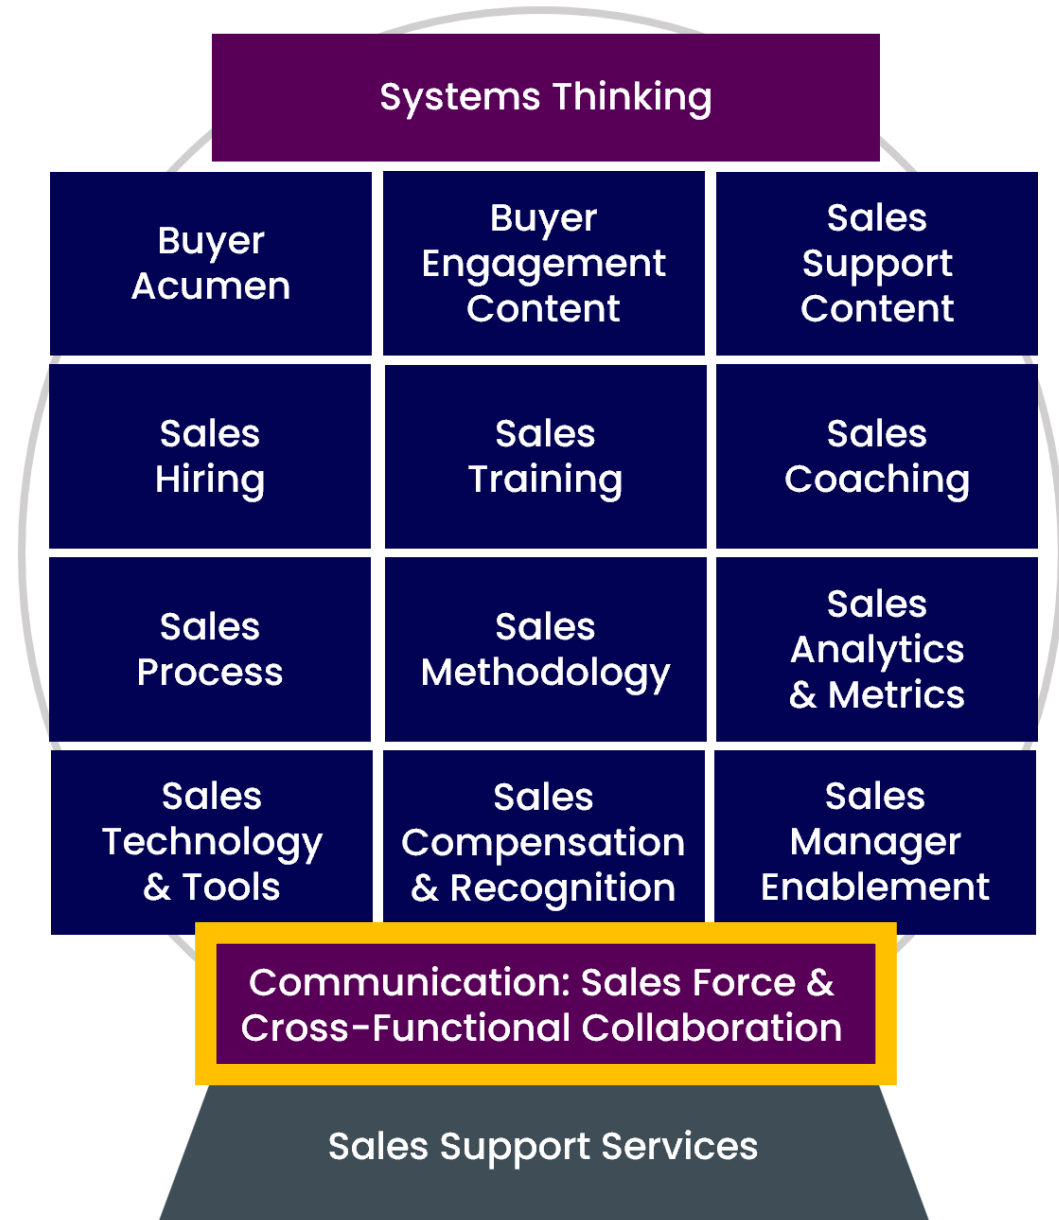 Systems Thinking
Buyer
Acumen
Buyer
Engagement
Content
Sales
Support
Content
Sales
Hiring
Sales
Training
Sales
Coaching
Sales
Process
Sales
Methodology
Sales
Analytics
& Metrics
Sales
Technology
& Tools
Sales
Compensation
& Recognition
Sales
Manager
Enablement
Communication: Sales Force &
Cross-Functional Collaboration
Sales Support Services